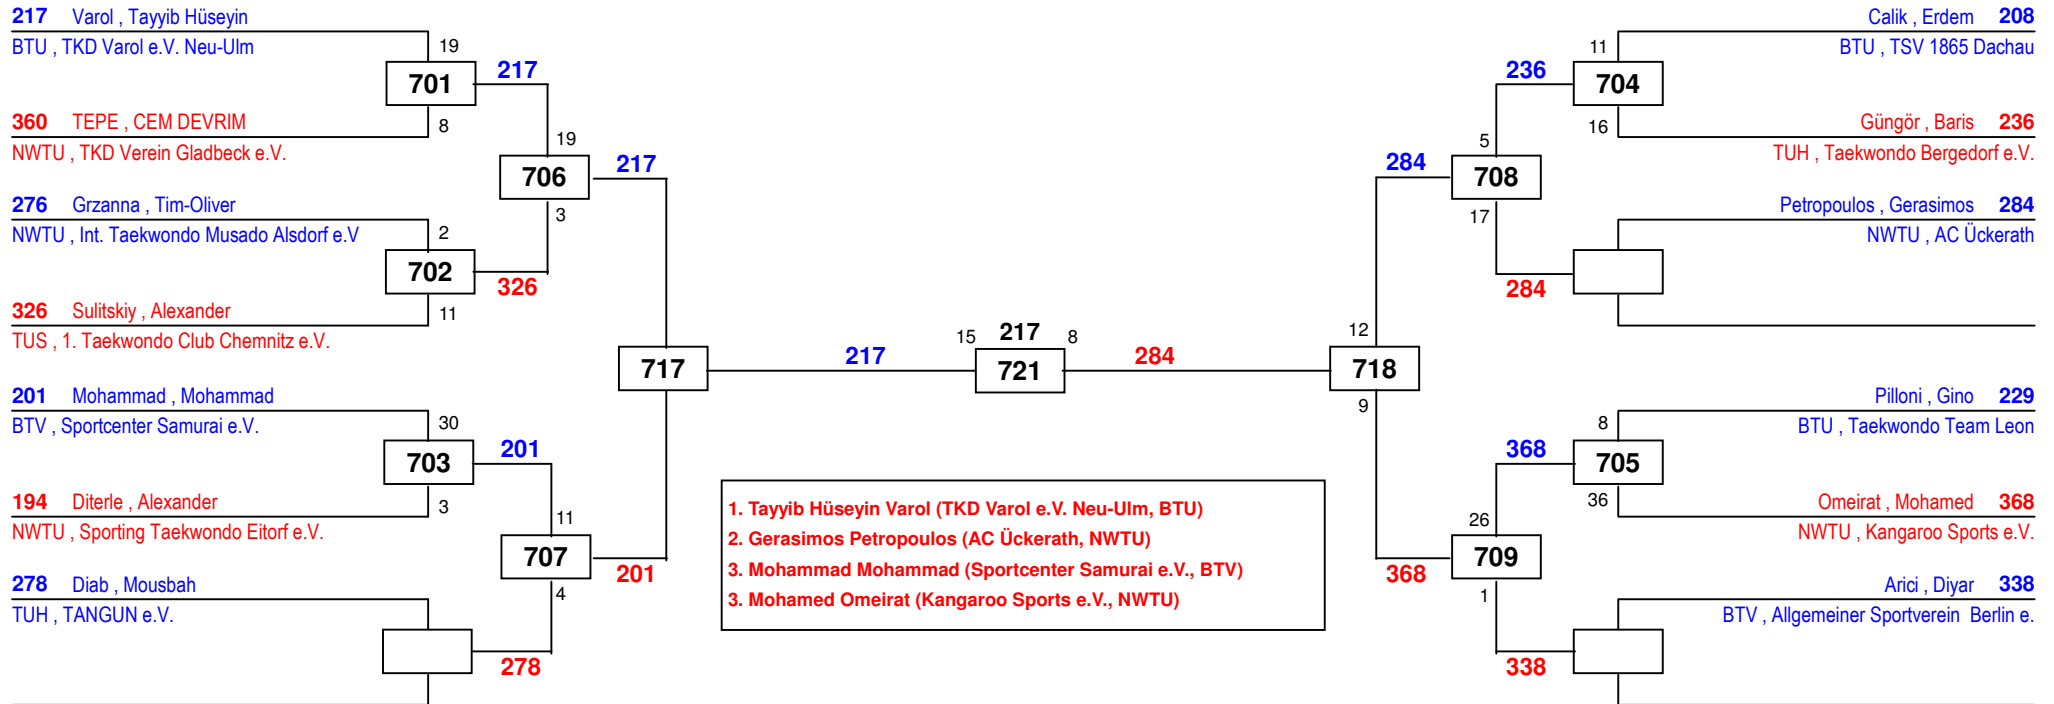 217 Varol , Tayyib Hüseyin
BTU , TKD Varol e.V. Neu-Ulm
19
701
217
360 TEPE , CEM DEVRIM
8
NWTU , TKD Verein Gladbeck e.V.
19
706
217
276 Grzanna , Tim-Oliver
3
NWTU , Int. Taekwondo Musado Alsdorf e.V
2
702
326
326 Sulitskiy , Alexander
11
TUS , 1. Taekwondo Club Chemnitz e.V.
717
217
201 Mohammad , Mohammad
BTV , Sportcenter Samurai e.V.
30
703
201
194 Diterle , Alexander
3
NWTU , Sporting Taekwondo Eitorf e.V.
11
707
201
278 Diab , Mousbah
4
TUH , TANGUN e.V.
278
15 217 8
721
284
1. Tayyib Hüseyin Varol (TKD Varol e.V. Neu-Ulm, BTU)
2. Gerasimos Petropoulos (AC Ückerath, NWTU)
3. Mohammad Mohammad (Sportcenter Samurai e.V., BTV)
3. Mohamed Omeirat (Kangaroo Sports e.V., NWTU)
Calik , Erdem 208
BTU , TSV 1865 Dachau
11
236
704
16
Güngör , Baris 236
TUH , Taekwondo Bergedorf e.V.
5
284
708
17
Petropoulos , Gerasimos 284
NWTU , AC Ückerath
284
12
718
9
Pilloni , Gino 229
BTU , Taekwondo Team Leon
8
368
705
36
Omeirat , Mohamed 368
NWTU , Kangaroo Sports e.V.
26
709
368
1
Arici , Diyar 338
BTV , Allgemeiner Sportverein  Berlin e.
338